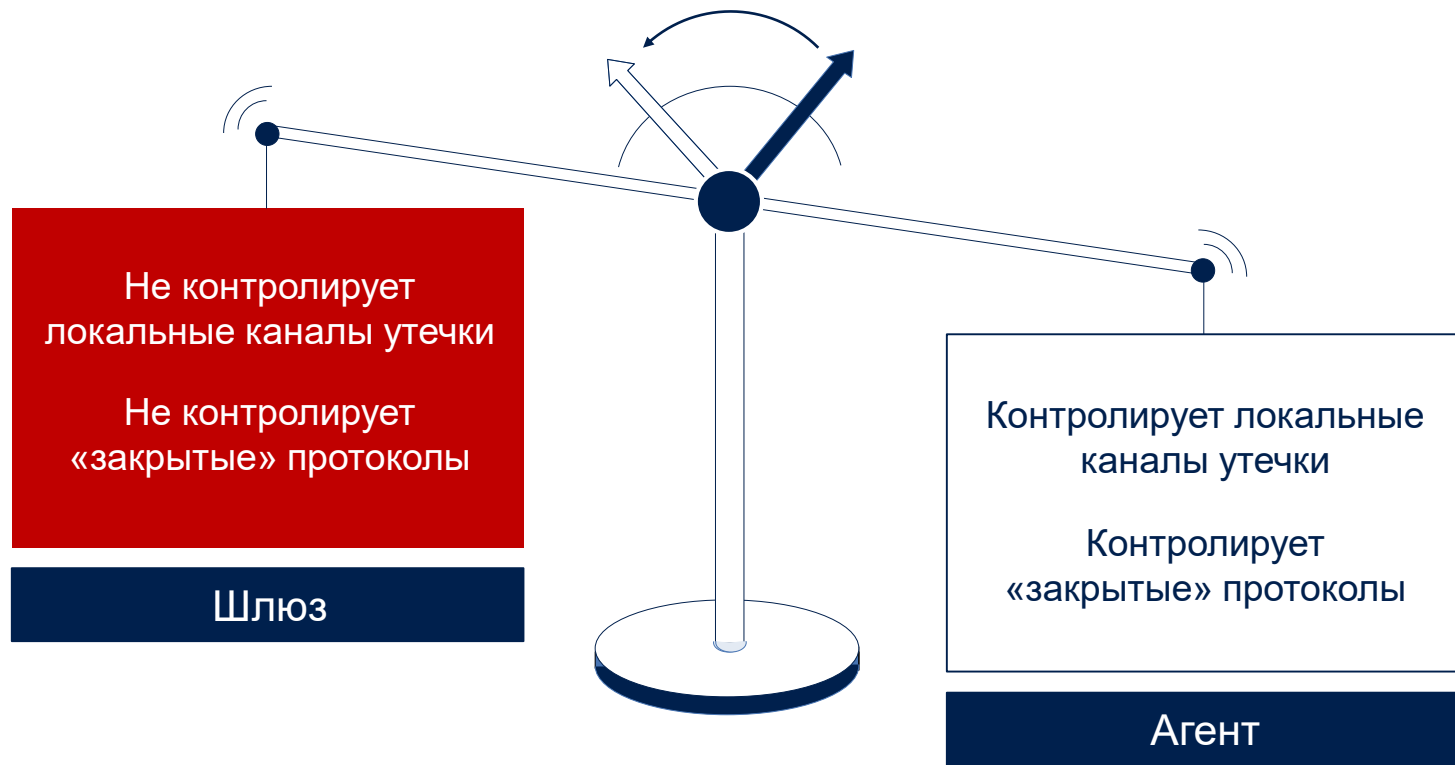 Не контролирует
локальные каналы утечки
Не контролирует
«закрытые» протоколы
Шлюз
Контролирует локальные
каналы утечки
Контролирует
«закрытые» протоколы
Агент